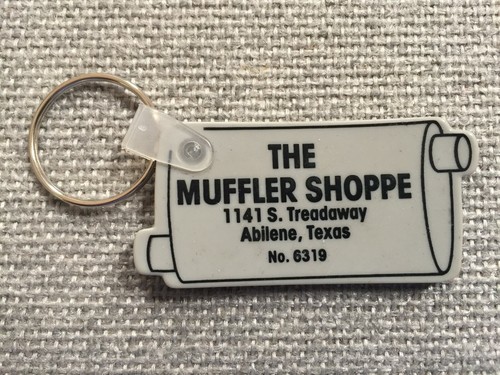 THE
MUFFLER SHOPPE
1141 S. Treadaway
Abilene, Texas
No. 6319